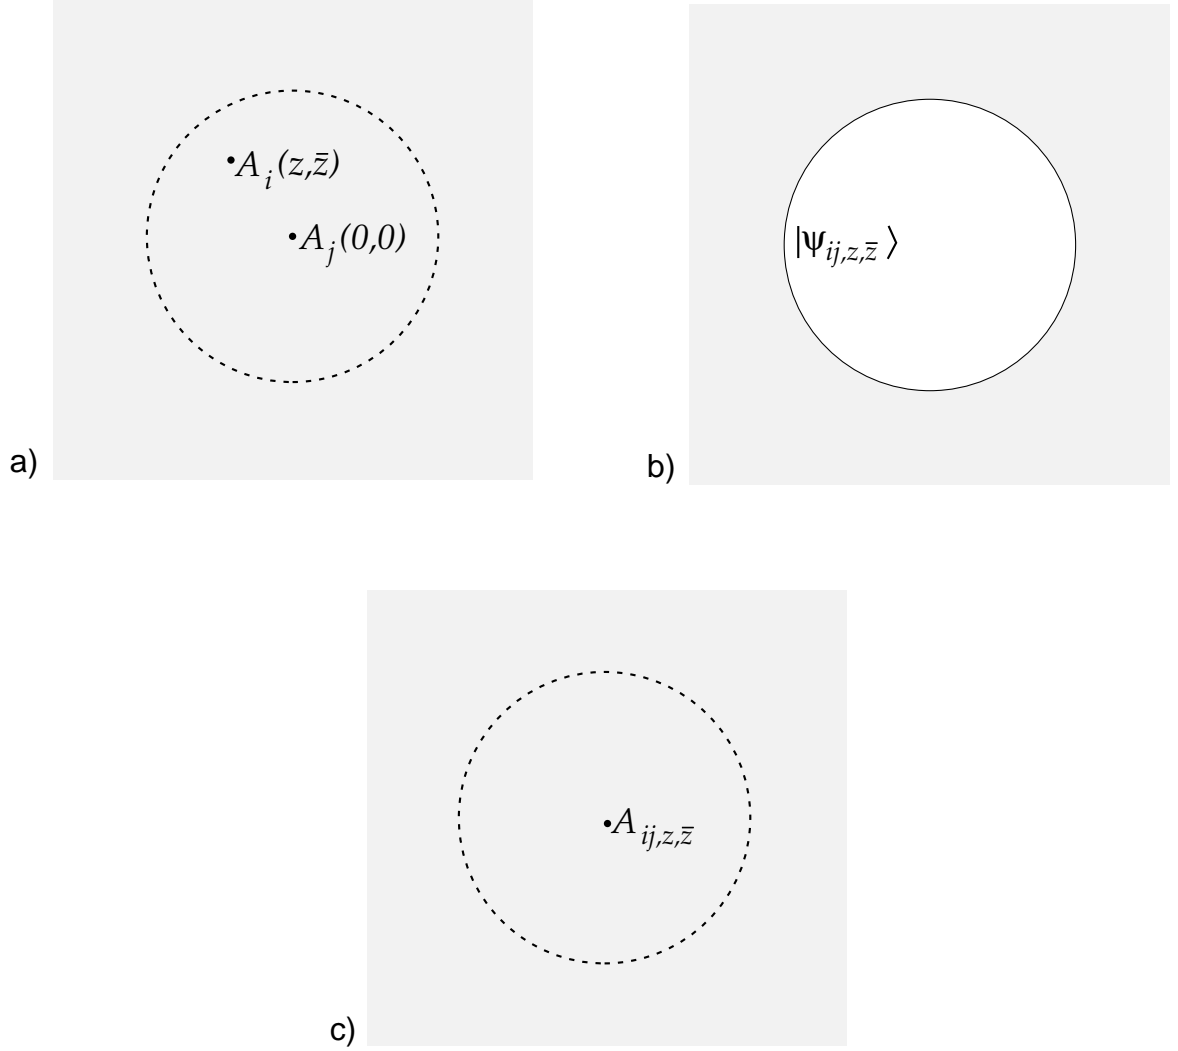 A_i(z,z̄)
A_j(0,0)
a)
|ψ_{ij,z,z̄}⟩
b)
A_{ij,z,z̄}
c)